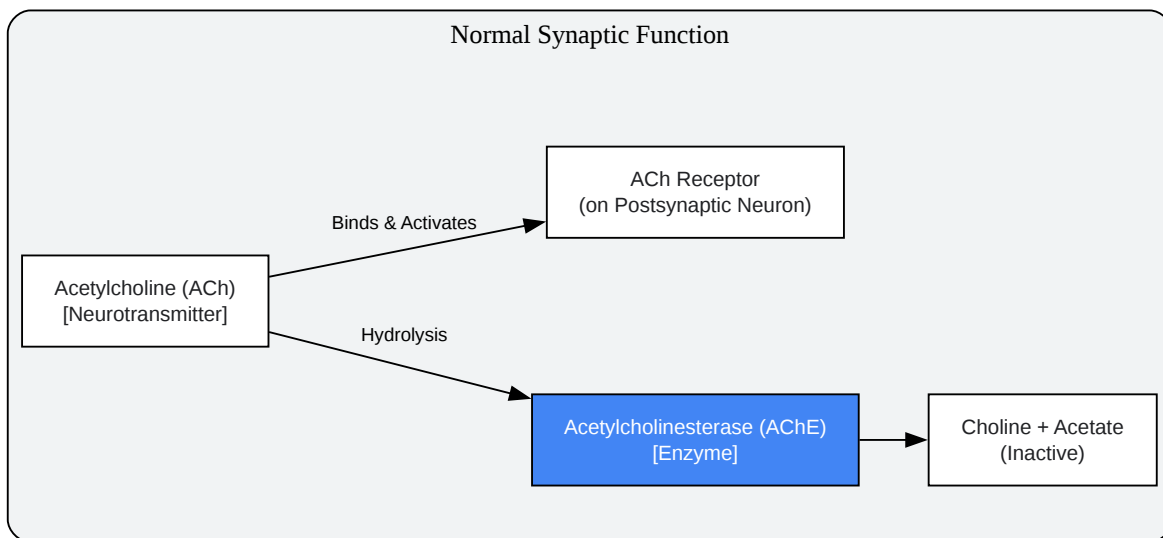 Normal Synaptic Function
ACh Receptor
(on Postsynaptic Neuron)
Binds & Activates
Acetylcholine (ACh)
[Neurotransmitter]
Hydrolysis
Acetylcholinesterase (AChE)
[Enzyme]
Choline + Acetate
(Inactive)